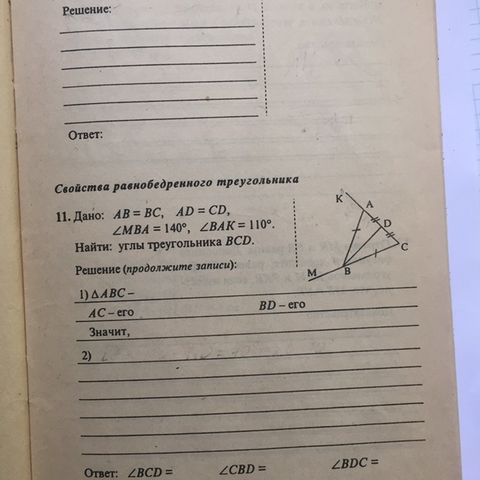 Решение:
Ответ:
Свойства равнобедренного треугольника
11. Дано: AB = BC, AD = CD,
∠MBA = 140°, ∠BAK = 110°.
Найти: углы треугольника BCD.
Решение (продолжите записи):
K
A
D
C
B
M
1) △ABC –
AC – его BD – его
Значит,
2)
Ответ: ∠BCD = ∠CBD = ∠BDC =